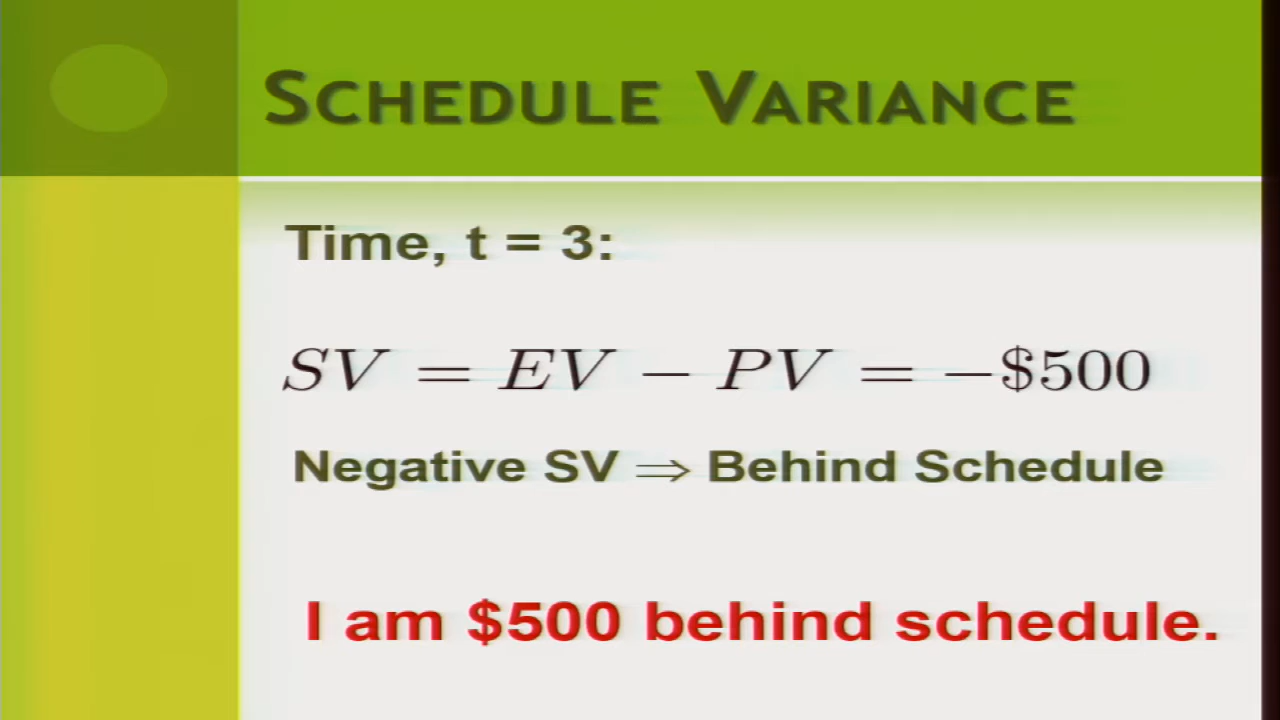 SCHEDULE VARIANCE
Time, t = 3:
SV = EV − PV = −$500
Negative SV ⇒ Behind Schedule
I am $500 behind schedule.